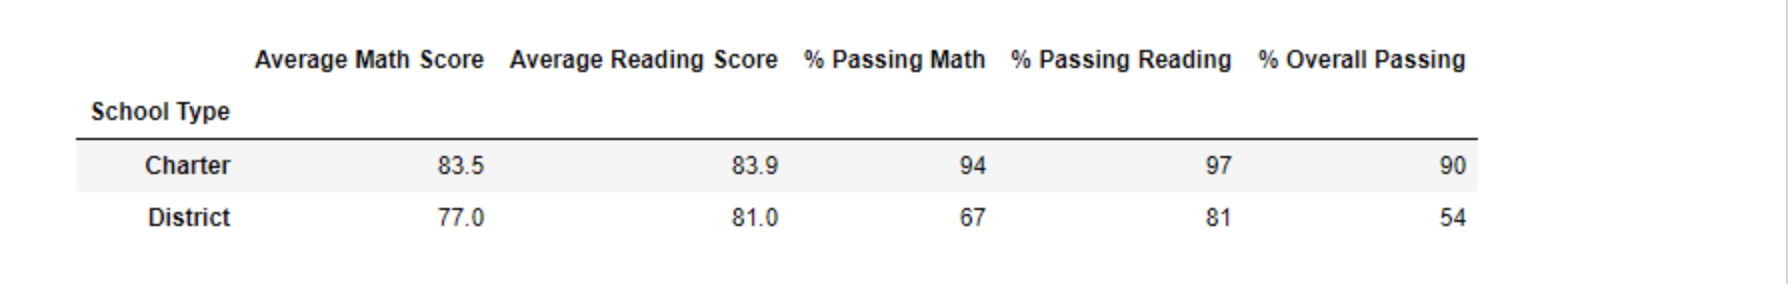 Average Math Score Average Reading Score % Passing Math % Passing Reading % Overall Passing
School Type
Charter 83.5 83.9 94 97 90
District 77.0 81.0 67 81 54